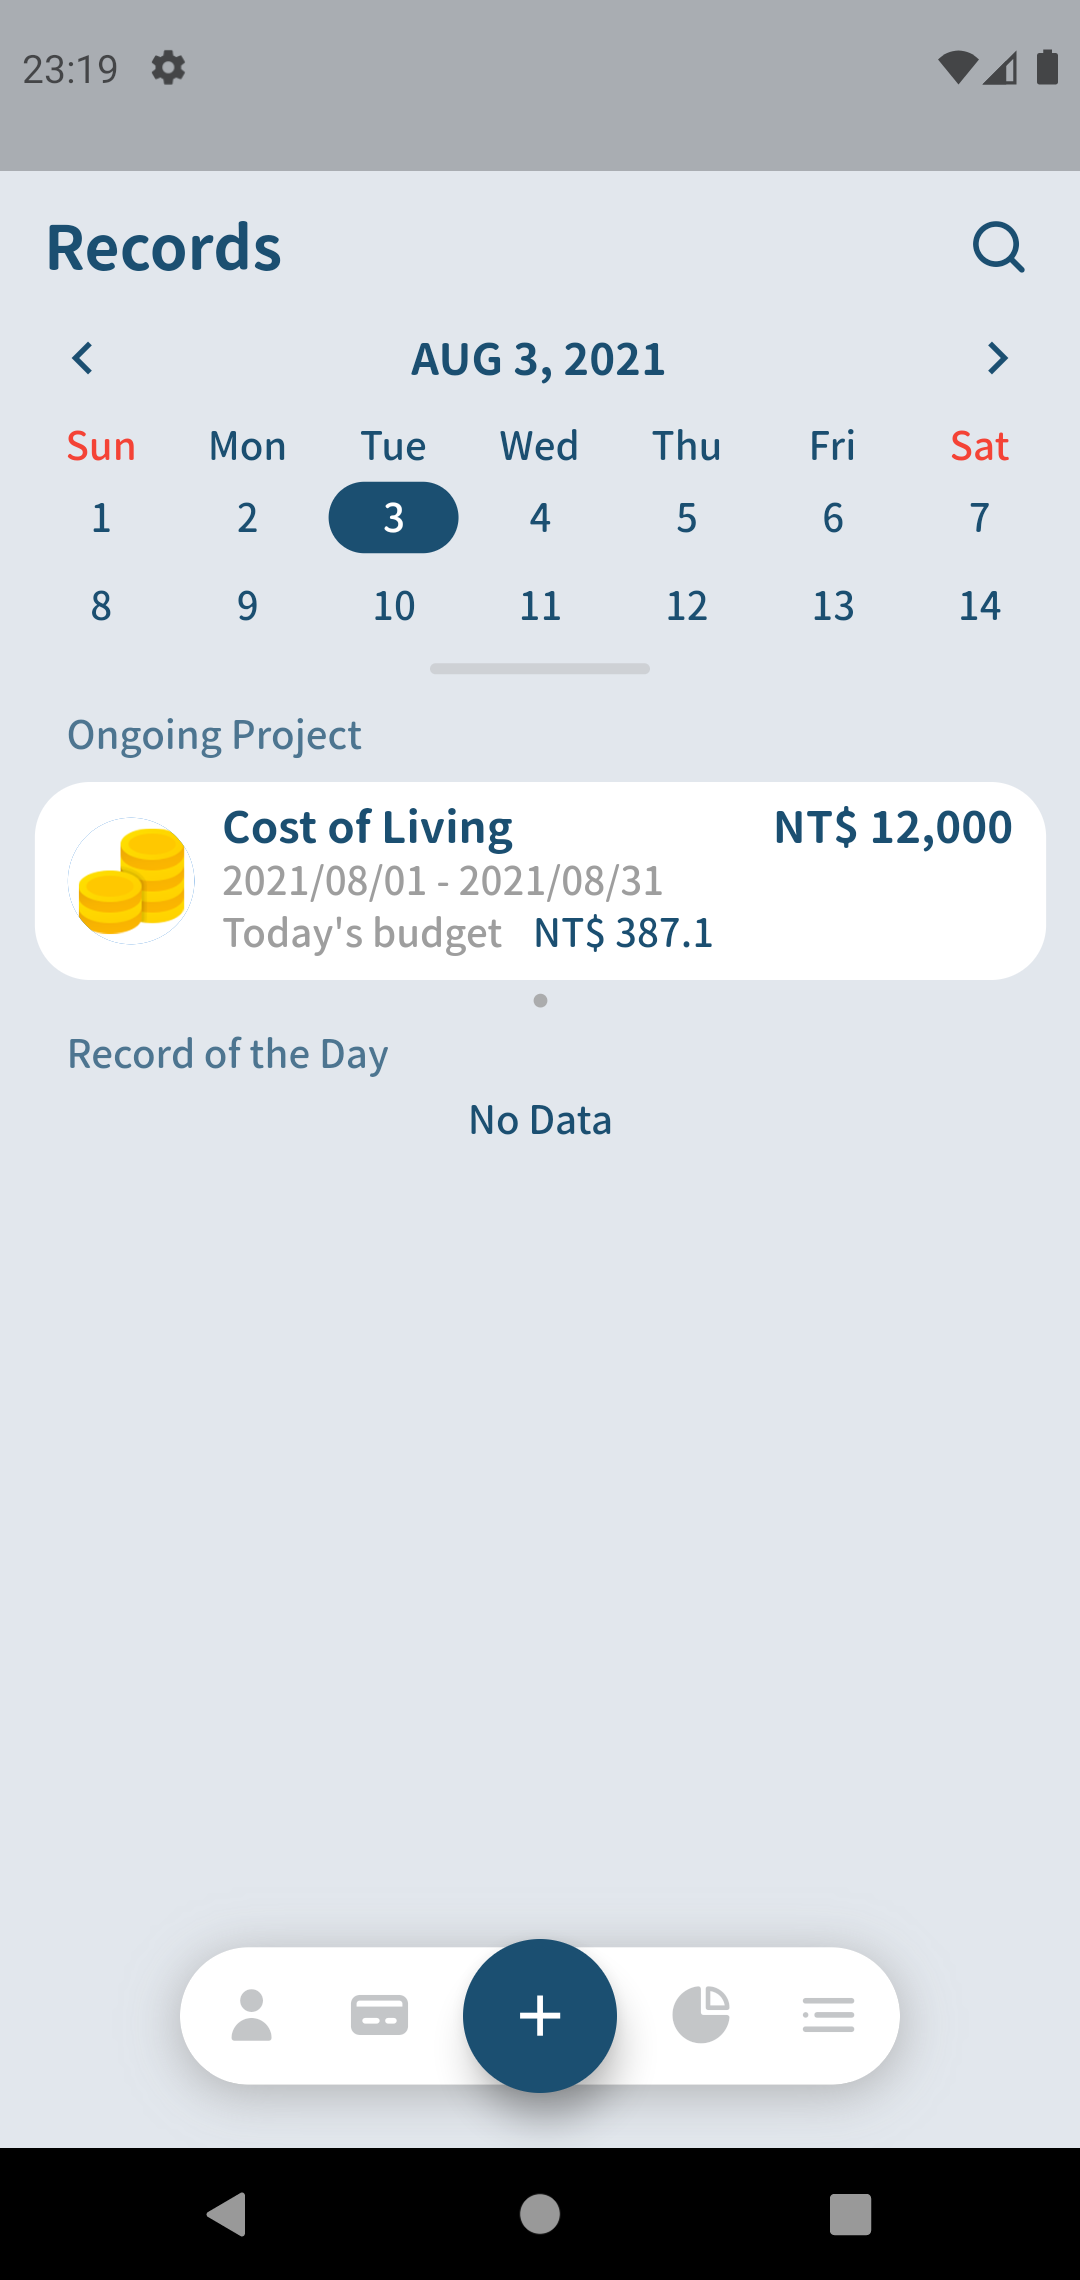 23:19
Records
AUG 3, 2021
Sun Mon Tue Wed Thu Fri Sat
1 2 3 4 5 6 7
8 9 10 11 12 13 14
Ongoing Project
Cost of Living NT$ 12,000
2021/08/01 - 2021/08/31
Today's budget NT$ 387.1
Record of the Day
No Data